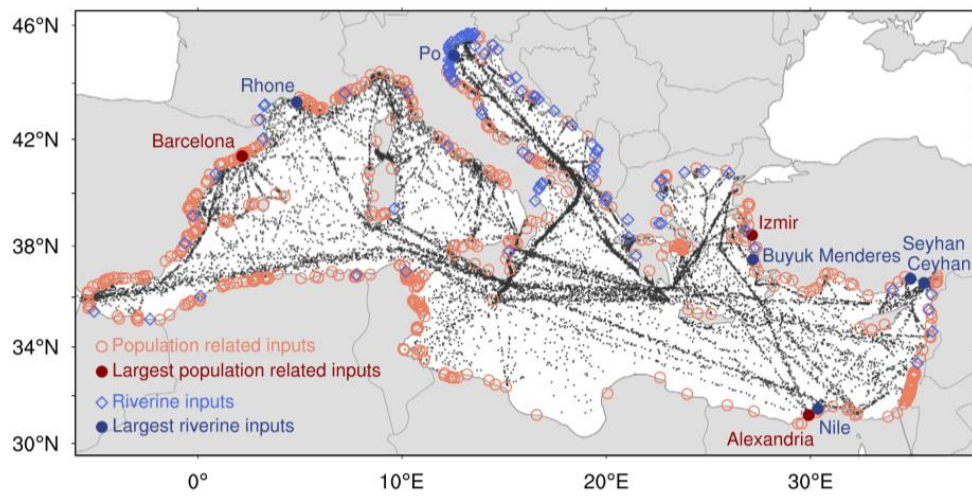 46°N
Po
Rhone
42°N
Barcelona
Izmir
38°N
Buyuk Menderes
Seyhan
Ceyhan
34°N
Population related inputs
Largest population related inputs
Riverine inputs
Largest riverine inputs
Nile
Alexandria
30°N
0°
10°E
20°E
30°E